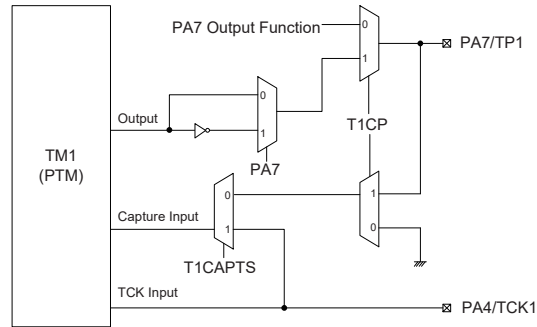 PA7 Output Function
0
1
PA7/TP1
Output
0
1
T1CP
TM1
(PTM)
PA7
0
1
Capture Input
1
0
T1CAPTS
TCK Input
PA4/TCK1